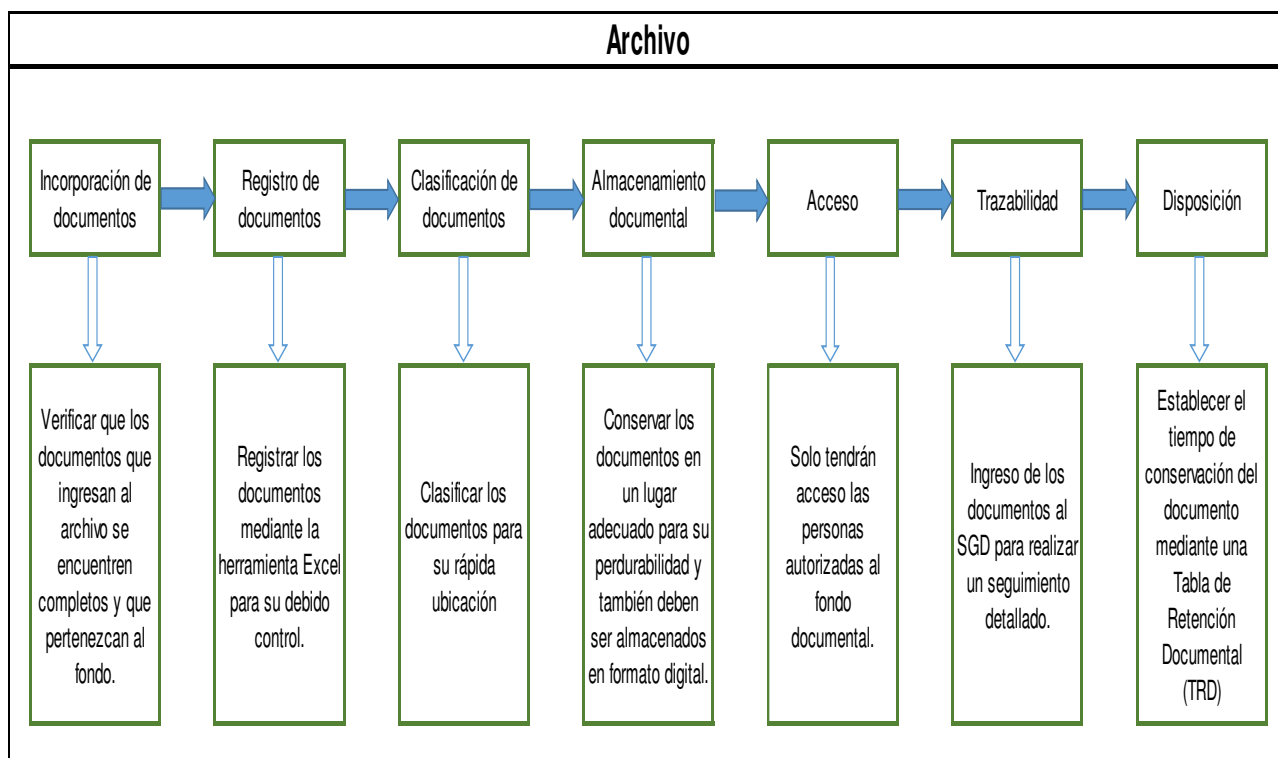 Archivo
Incorporación de
documentos
Registro de
documentos
Clasificación de
documentos
Almacenamiento
documental
Acceso
Trazabilidad
Disposición
Verificar que los
documentos que
ingresan al
archivo se
encuentren
completos y que
pertenezcan al
fondo.
Registrar los
documentos
mediante la
herramienta Excel
para su debido
control.
Clasificar los
documentos para
su rápida
ubicación
Conservar los
documentos en
un lugar
adecuado para su
perdurabilidad y
también deben
ser almacenados
en formato digital.
Solo tendrán
acceso las
personas
autorizadas al
fondo
documental.
Ingreso de los
documentos al
SGD para realizar
un seguimiento
detallado.
Establecer el
tiempo de
conservación del
documento
mediante una
Tabla de
Retención
Documental
(TRD)